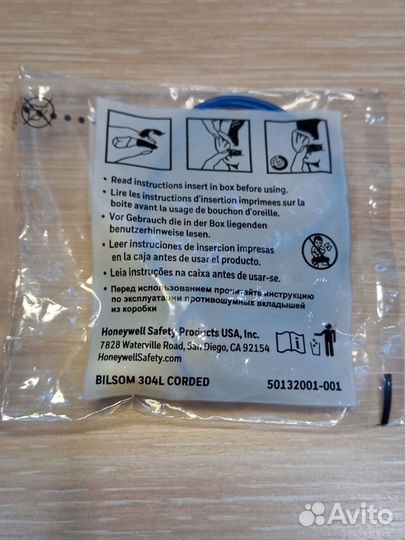 • Read instructions insert in box before using.
• Lire les instructions d'insertion imprimees sur la
boite avant la usage de bouchon d'oreille.
• Vor Gebrauch die in der Box liegenden
benutzerhinweise lesen.
• Leer instruciones de insercion impresas
en la caja antes de usar el producto.
• Leia instruções na caixa antes de usar-se.
• Перед использованием прочитайте инструкцию
по эксплуатации противошумных вкладышей
из коробки
Honeywell Safety Products USA, Inc.
7828 Waterville Road, San Diego, CA 92154
HoneywellSafety.com
BILSOM 304L CORDED 50132001-001
Avito